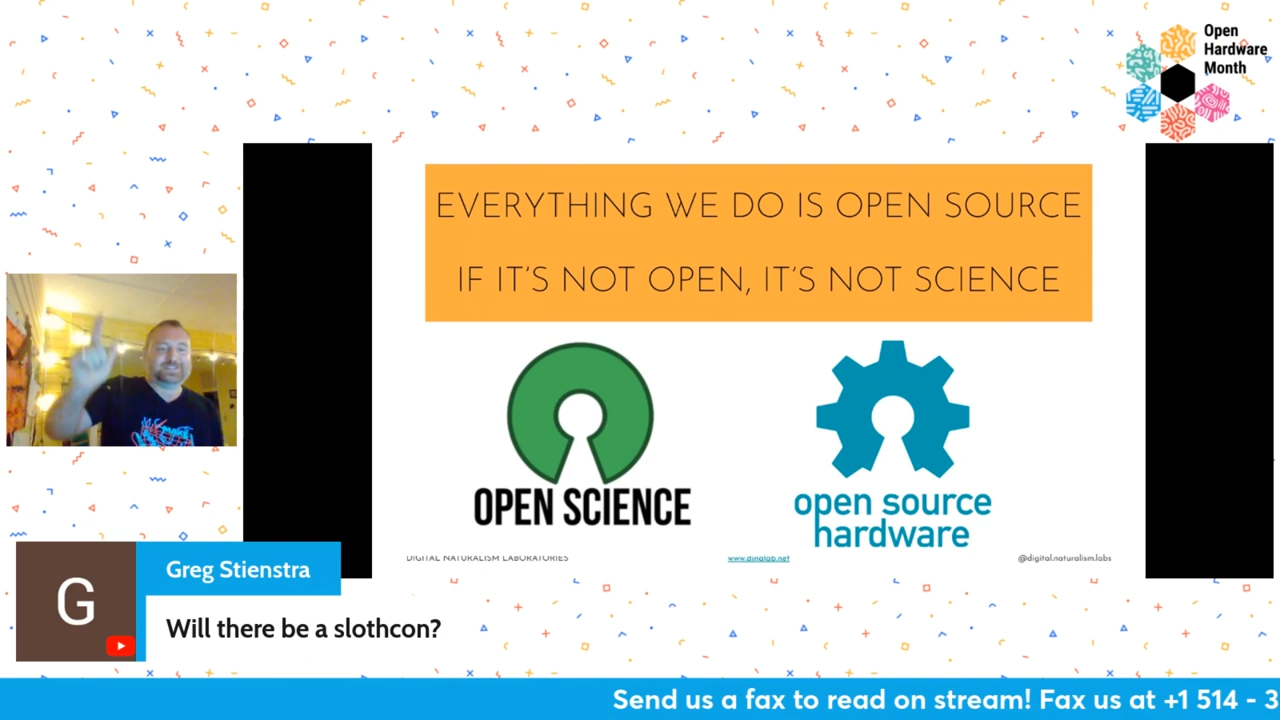 Open
Hardware
Month
EVERYTHING WE DO IS OPEN SOURCE
IF IT'S NOT OPEN, IT'S NOT SCIENCE
OPEN SCIENCE
open source
hardware
DIGITAL NATURALISM LABORATORIES
www.dinalab.net
@digital.naturalism.labs
MAKE
G
Greg Stienstra
Will there be a slothcon?
Send us a fax to read on stream! Fax us at +1 514 - 3